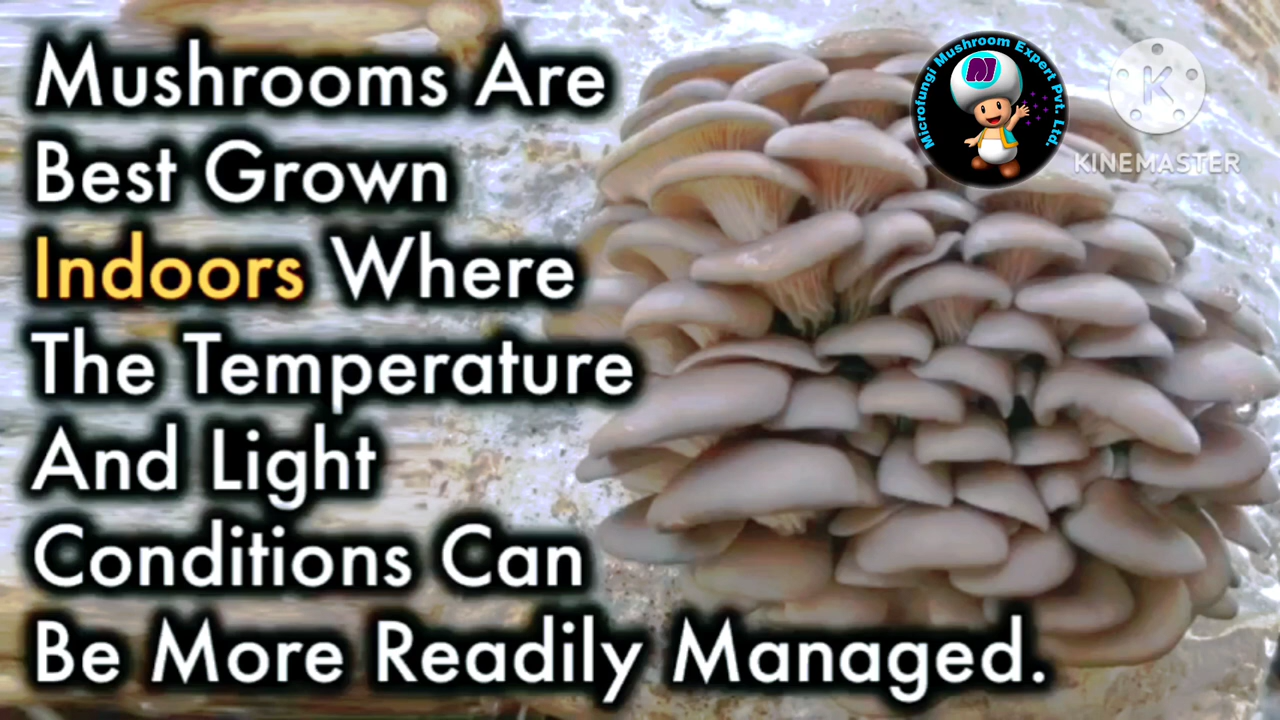 Mushrooms Are
Best Grown
Indoors Where
The Temperature
And Light
Conditions Can
Be More Readily Managed.
Microfungi Mushroom Expert Pvt. Ltd.
K
KINEMASTER